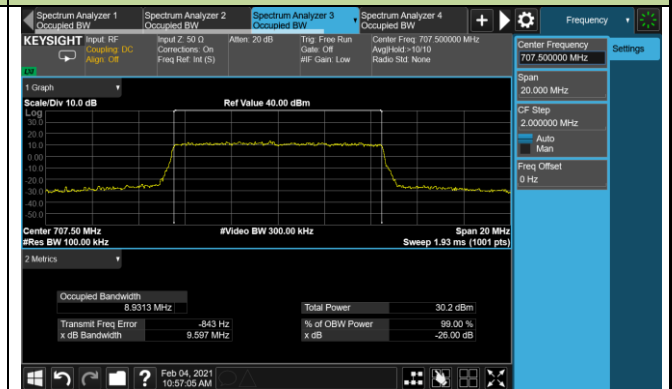 Spectrum Analyzer 1
Occupied BW
Spectrum Analyzer 2
Occupied BW
Spectrum Analyzer 3
Occupied BW
Spectrum Analyzer 4
Occupied BW
Frequency
KEYSIGHT
Input: RF
Coupling: DC
Align: Off
Input Z: 50 Ω
Corrections: On
Freq Ref: Int (S)
Atten: 20 dB
Trig: Free Run
Gate: Off
#IF Gain: Low
Center Freq: 707.500000 MHz
Avg|Hold:>10/10
Radio Std: None
Center Frequency
707.500000 MHz
Settings
Span
20.000 MHz
CF Step
2.000000 MHz
Auto
Man
Freq Offset
0 Hz
1 Graph
Scale/Div 10.0 dB
Ref Value 40.00 dBm
Log
30.0
20.0
10.0
0.00
-10.0
-20.0
-30.0
-40.0
-50.0
Center 707.50 MHz
#Video BW 300.00 kHz
Span 20 MHz
#Res BW 100.00 kHz
Sweep 1.93 ms (1001 pts)
2 Metrics
Occupied Bandwidth
8.9313 MHz
Total Power
30.2 dBm
Transmit Freq Error
-843 Hz
% of OBW Power
99.00 %
x dB Bandwidth
9.597 MHz
x dB
-26.00 dB
?
Feb 04, 2021
10:57:05 AM